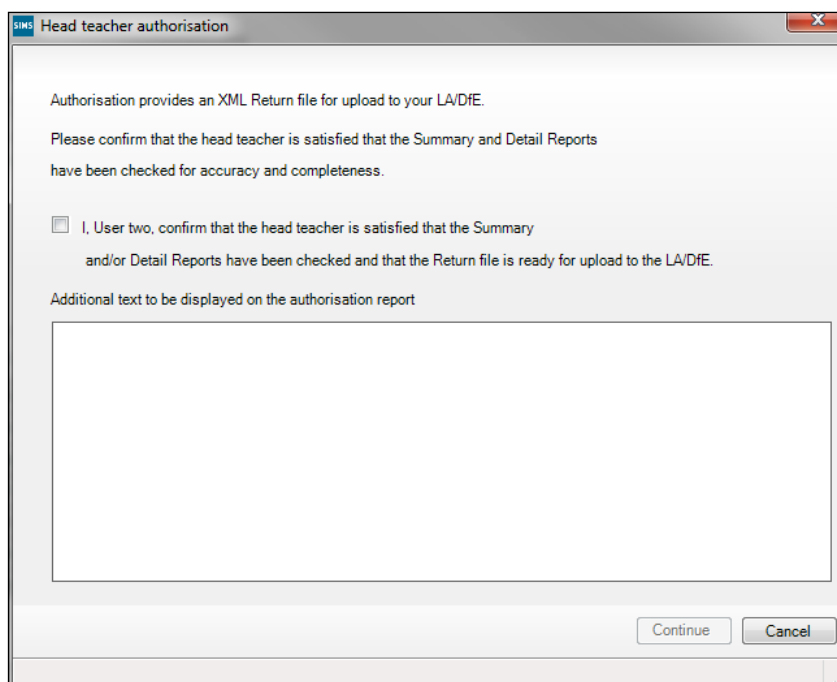 SIMS Head teacher authorisation
Authorisation provides an XML Return file for upload to your LA/DfE.
Please confirm that the head teacher is satisfied that the Summary and Detail Reports
have been checked for accuracy and completeness.
I, User two, confirm that the head teacher is satisfied that the Summary
and/or Detail Reports have been checked and that the Return file is ready for upload to the LA/DfE.
Additional text to be displayed on the authorisation report
Continue Cancel